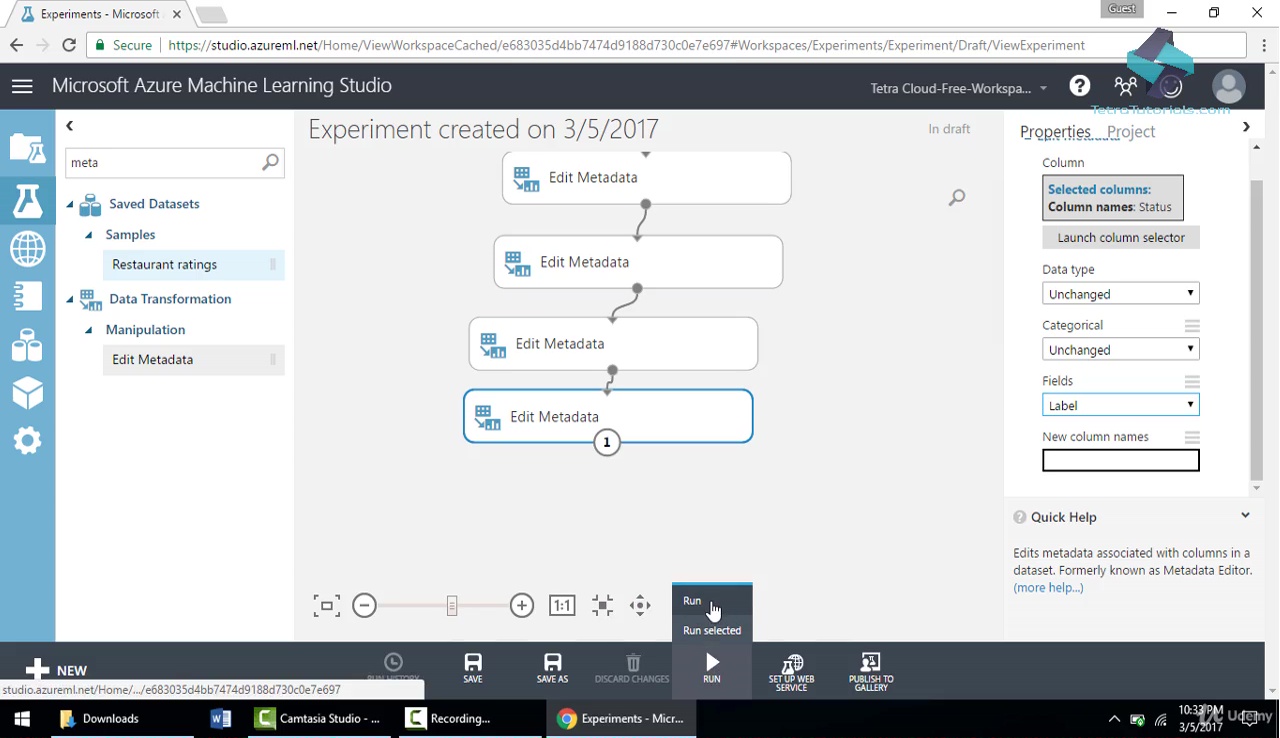 Experiments - Microsoft
Guest
Secure
https://studio.azureml.net/Home/ViewWorkspaceCached/e683035d4bb7474d9188d730c0e7e697#Workspaces/Experiments/Experiment/Draft/ViewExperiment
Microsoft Azure Machine Learning Studio
Tetra Cloud-Free-Workspa...
?
TetraTutorials.com
meta
Saved Datasets
Samples
Restaurant ratings
Data Transformation
Manipulation
Edit Metadata
Experiment created on 3/5/2017
In draft
Edit Metadata
Edit Metadata
Edit Metadata
Edit Metadata
1
Properties Project
Column
Selected columns:
Column names: Status
Launch column selector
Data type
Unchanged
Categorical
Unchanged
Fields
Label
New column names
Quick Help
Edits metadata associated with columns in a
dataset. Formerly known as Metadata Editor.
(more help...)
1:1
Run
Run selected
NEW
RUN HISTORY
SAVE
SAVE AS
DISCARD CHANGES
RUN
SET UP WEB
SERVICE
PUBLISH TO
GALLERY
studio.azureml.net/Home/.../e683035d4bb7474d9188d730c0e7e697
Downloads
Camtasia Studio - ...
Recording...
Experiments - Micr...
10:33 PM
3/5/2017
Udemy